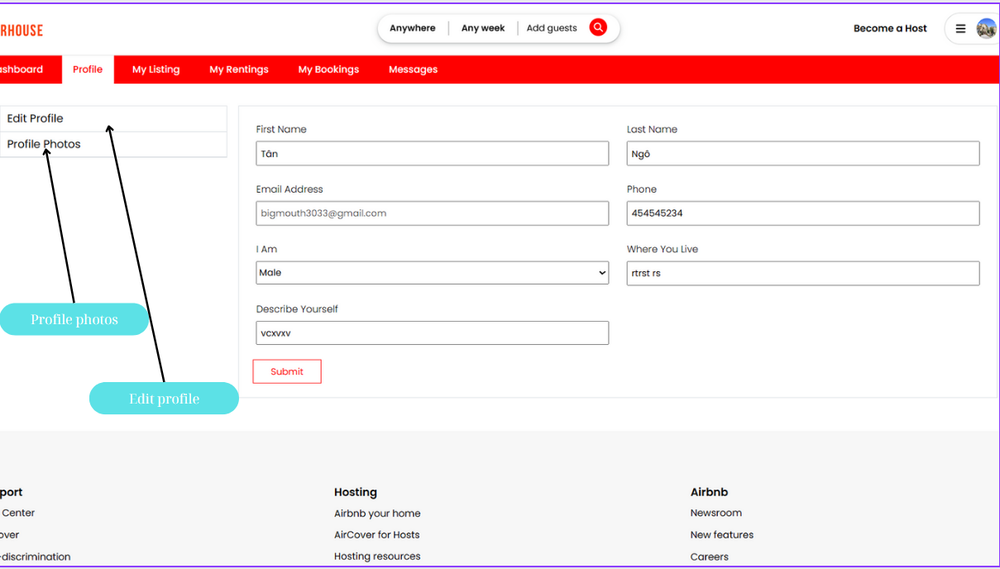 RHOUSE
Anywhere Any week Add guests
Become a Host
ashboard Profile My Listing My Rentings My Bookings Messages
Edit Profile
Profile Photos
First Name
Tân
Last Name
Ngô
Email Address
bigmouth3033@gmail.com
Phone
454545234
I Am
Male
Where You Live
rtrst rs
Describe Yourself
vcxvxv
Submit
Profile photos
Edit profile
port
Center
over
-discrimination
Hosting
Airbnb your home
AirCover for Hosts
Hosting resources
Airbnb
Newsroom
New features
Careers